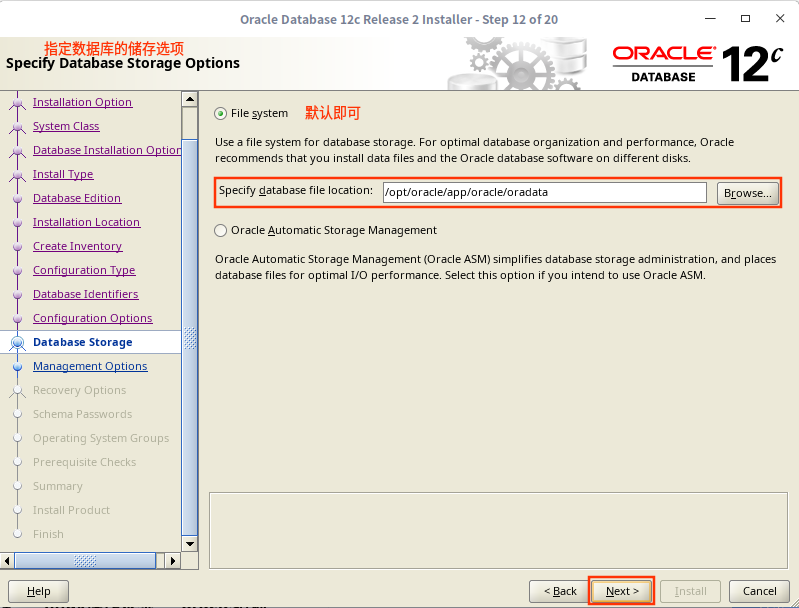 Oracle Database 12c Release 2 Installer - Step 12 of 20
指定数据库的储存选项
Specify Database Storage Options
ORACLE
DATABASE
12c
Installation Option
System Class
Database Installation Option
Install Type
Database Edition
Installation Location
Create Inventory
Configuration Type
Database Identifiers
Configuration Options
Database Storage
Management Options
Recovery Options
Schema Passwords
Operating System Groups
Prerequisite Checks
Summary
Install Product
Finish
File system 默认即可
Use a file system for database storage. For optimal database organization and performance, Oracle
recommends that you install data files and the Oracle database software on different disks.
Specify database file location: /opt/oracle/app/oracle/oradata Browse...
Oracle Automatic Storage Management
Oracle Automatic Storage Management (Oracle ASM) simplifies database storage administration, and places
database files for optimal I/O performance. Select this option if you intend to use Oracle ASM.
Help < Back Next > Install Cancel